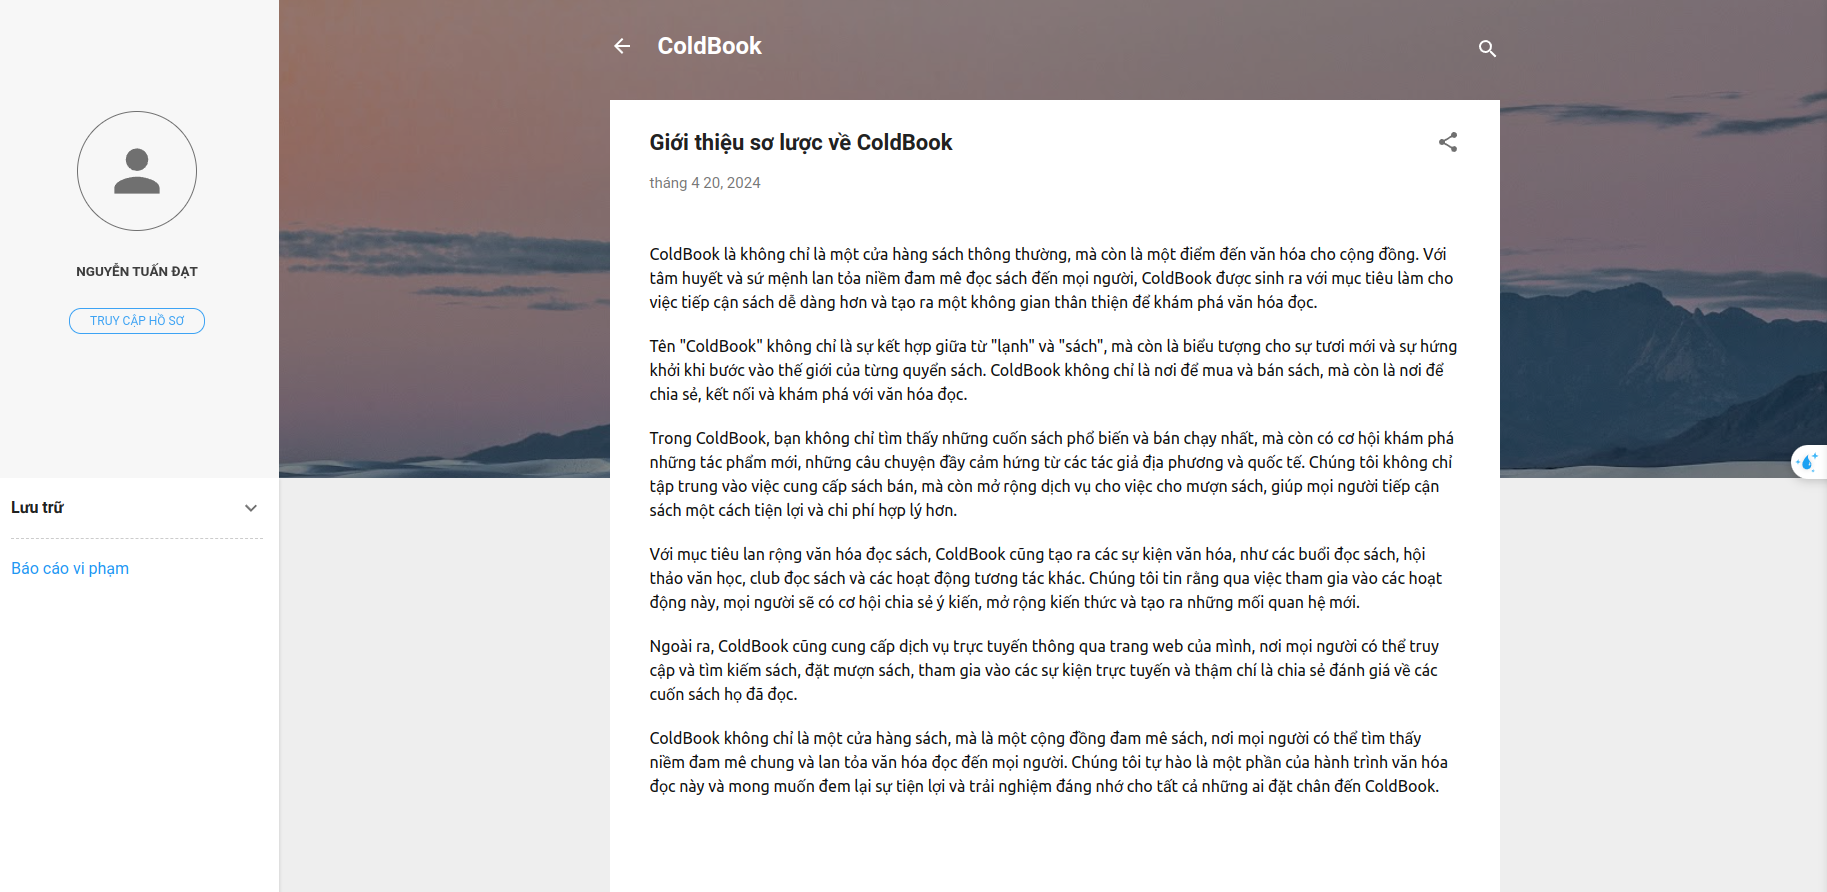 ColdBook
NGUYỄN TUẤN ĐẠT
TRUY CẬP HỒ SƠ
Lưu trữ
Báo cáo vi phạm
Giới thiệu sơ lược về ColdBook
tháng 4 20, 2024
ColdBook là không chỉ là một cửa hàng sách thông thường, mà còn là một điểm đến văn hóa cho cộng đồng. Với
tâm huyết và sứ mệnh lan tỏa niềm đam mê đọc sách đến mọi người, ColdBook được sinh ra với mục tiêu làm cho
việc tiếp cận sách dễ dàng hơn và tạo ra một không gian thân thiện để khám phá văn hóa đọc.
Tên "ColdBook" không chỉ là sự kết hợp giữa từ "lạnh" và "sách", mà còn là biểu tượng cho sự tươi mới và sự hứng
khởi khi bước vào thế giới của từng quyển sách. ColdBook không chỉ là nơi để mua và bán sách, mà còn là nơi để
chia sẻ, kết nối và khám phá với văn hóa đọc.
Trong ColdBook, bạn không chỉ tìm thấy những cuốn sách phổ biến và bán chạy nhất, mà còn có cơ hội khám phá
những tác phẩm mới, những câu chuyện đầy cảm hứng từ các tác giả địa phương và quốc tế. Chúng tôi không chỉ
tập trung vào việc cung cấp sách bán, mà còn mở rộng dịch vụ cho việc cho mượn sách, giúp mọi người tiếp cận
sách một cách tiện lợi và chi phí hợp lý hơn.
Với mục tiêu lan rộng văn hóa đọc sách, ColdBook cũng tạo ra các sự kiện văn hóa, như các buổi đọc sách, hội
thảo văn học, club đọc sách và các hoạt động tương tác khác. Chúng tôi tin rằng qua việc tham gia vào các hoạt
động này, mọi người sẽ có cơ hội chia sẻ ý kiến, mở rộng kiến thức và tạo ra những mối quan hệ mới.
Ngoài ra, ColdBook cũng cung cấp dịch vụ trực tuyến thông qua trang web của mình, nơi mọi người có thể truy
cập và tìm kiếm sách, đặt mượn sách, tham gia vào các sự kiện trực tuyến và thậm chí là chia sẻ đánh giá về các
cuốn sách họ đã đọc.
ColdBook không chỉ là một cửa hàng sách, mà là một cộng đồng đam mê sách, nơi mọi người có thể tìm thấy
niềm đam mê chung và lan tỏa văn hóa đọc đến mọi người. Chúng tôi tự hào là một phần của hành trình văn hóa
đọc này và mong muốn đem lại sự tiện lợi và trải nghiệm đáng nhớ cho tất cả những ai đặt chân đến ColdBook.